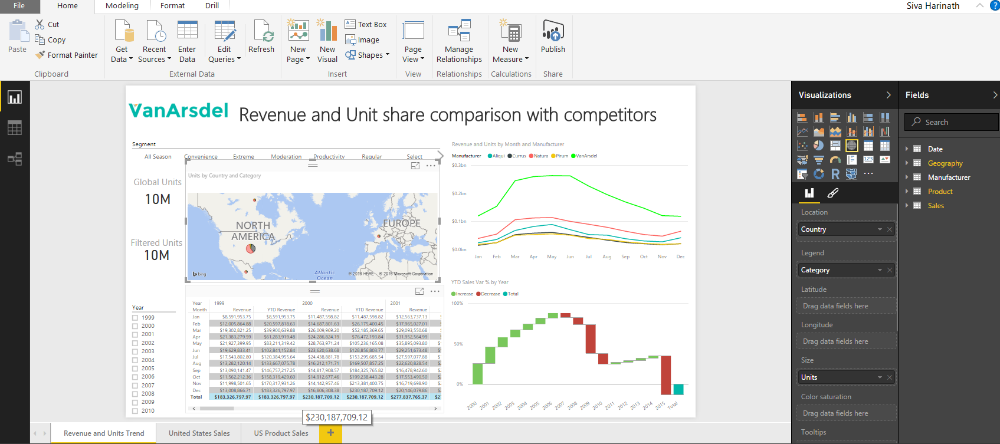 File Home Modeling Format Drill Siva Harinath ?
Paste
Cut
Copy
Format Painter
Clipboard
Get Data
Recent Sources
Enter Data
Edit Queries
Refresh
External Data
New Page
New Visual
Text Box
Image
Shapes
Insert
Page View
View
Manage Relationships
Relationships
New Measure
Calculations
Publish
Share
VanArsdel Revenue and Unit share comparison with competitors
Segment
All Season Convenience Extreme Moderation Productivity Regular Select
Global Units
10M
Filtered Units
10M
Units by Country and Category
NORTH AMERICA
EUROPE
Atlantic Ocean
bing
© 2016 HERE © 2016 Microsoft Corporation
Revenue and Units by Month and Manufacturer
Manufacturer Aliqui Currus Natura Pirum VanArsdel
$0.3bn
$0.2bn
$0.1bn
$0.0bn
Jan Feb Mar Apr May Jun Jul Aug Sep Oct Nov Dec
Year
1999
2000
2001
2002
2003
2004
2005
2006
2007
2008
2009
2010
Year 1999 2000 2001
Month Revenue YTD Revenue Revenue YTD Revenue Revenue
Jan $8,591,953.75 $8,591,953.75 $11,487,598.82 $11,487,598.82 $12,563,737.13
Feb $12,005,864.88 $20,597,818.63 $14,687,801.63 $26,175,400.45 $17,965,027.01
Mar $19,302,821.25 $39,900,639.88 $26,009,969.20 $52,185,369.65 $29,093,550.68
Apr $21,383,279.59 $61,283,919.48 $24,286,824.19 $76,472,193.84 $31,952,564.99
May $21,927,399.95 $83,211,319.42 $28,763,971.24 $105,236,165.08 $35,895,093.80
Jun $19,629,833.41 $102,841,152.84 $23,620,638.68 $128,856,803.77 $29,251,673.48
Jul $17,543,802.80 $120,384,955.64 $24,438,881.78 $153,295,685.54 $27,597,077.88
Aug $13,282,120.14 $133,667,075.78 $16,212,171.71 $169,507,857.25 $22,620,828.54
Sep $13,090,141.47 $146,757,217.25 $14,817,908.57 $184,325,765.82 $16,478,942.60
Oct $11,562,212.36 $158,319,429.60 $14,912,677.46 $199,238,443.28 $17,553,490.50
Nov $11,998,501.65 $170,317,931.26 $14,142,957.46 $213,381,400.75 $16,719,698.90
Dec $13,008,866.71 $183,326,797.97 $16,806,308.38 $230,187,709.12 $20,146,079.86
Total $183,326,797.97 $183,326,797.97 $230,187,709.12 $230,187,709.12 $277,837,765.37
$230,187,709.12
YTD Sales Var % by Year
Increase Decrease Total
100%
50%
0%
2000 2001 2002 2003 2004 2005 2006 2007 2008 2009 2010 2011 2012 2013 2014 2015 Total
Revenue and Units Trend United States Sales US Product Sales +
Visualizations
R
123
Location
Country
Legend
Category
Latitude
Drag data fields here
Longitude
Drag data fields here
Size
Units
Color saturation
Drag data fields here
Tooltips
Fields
Search
Date
Geography
Manufacturer
Product
Sales